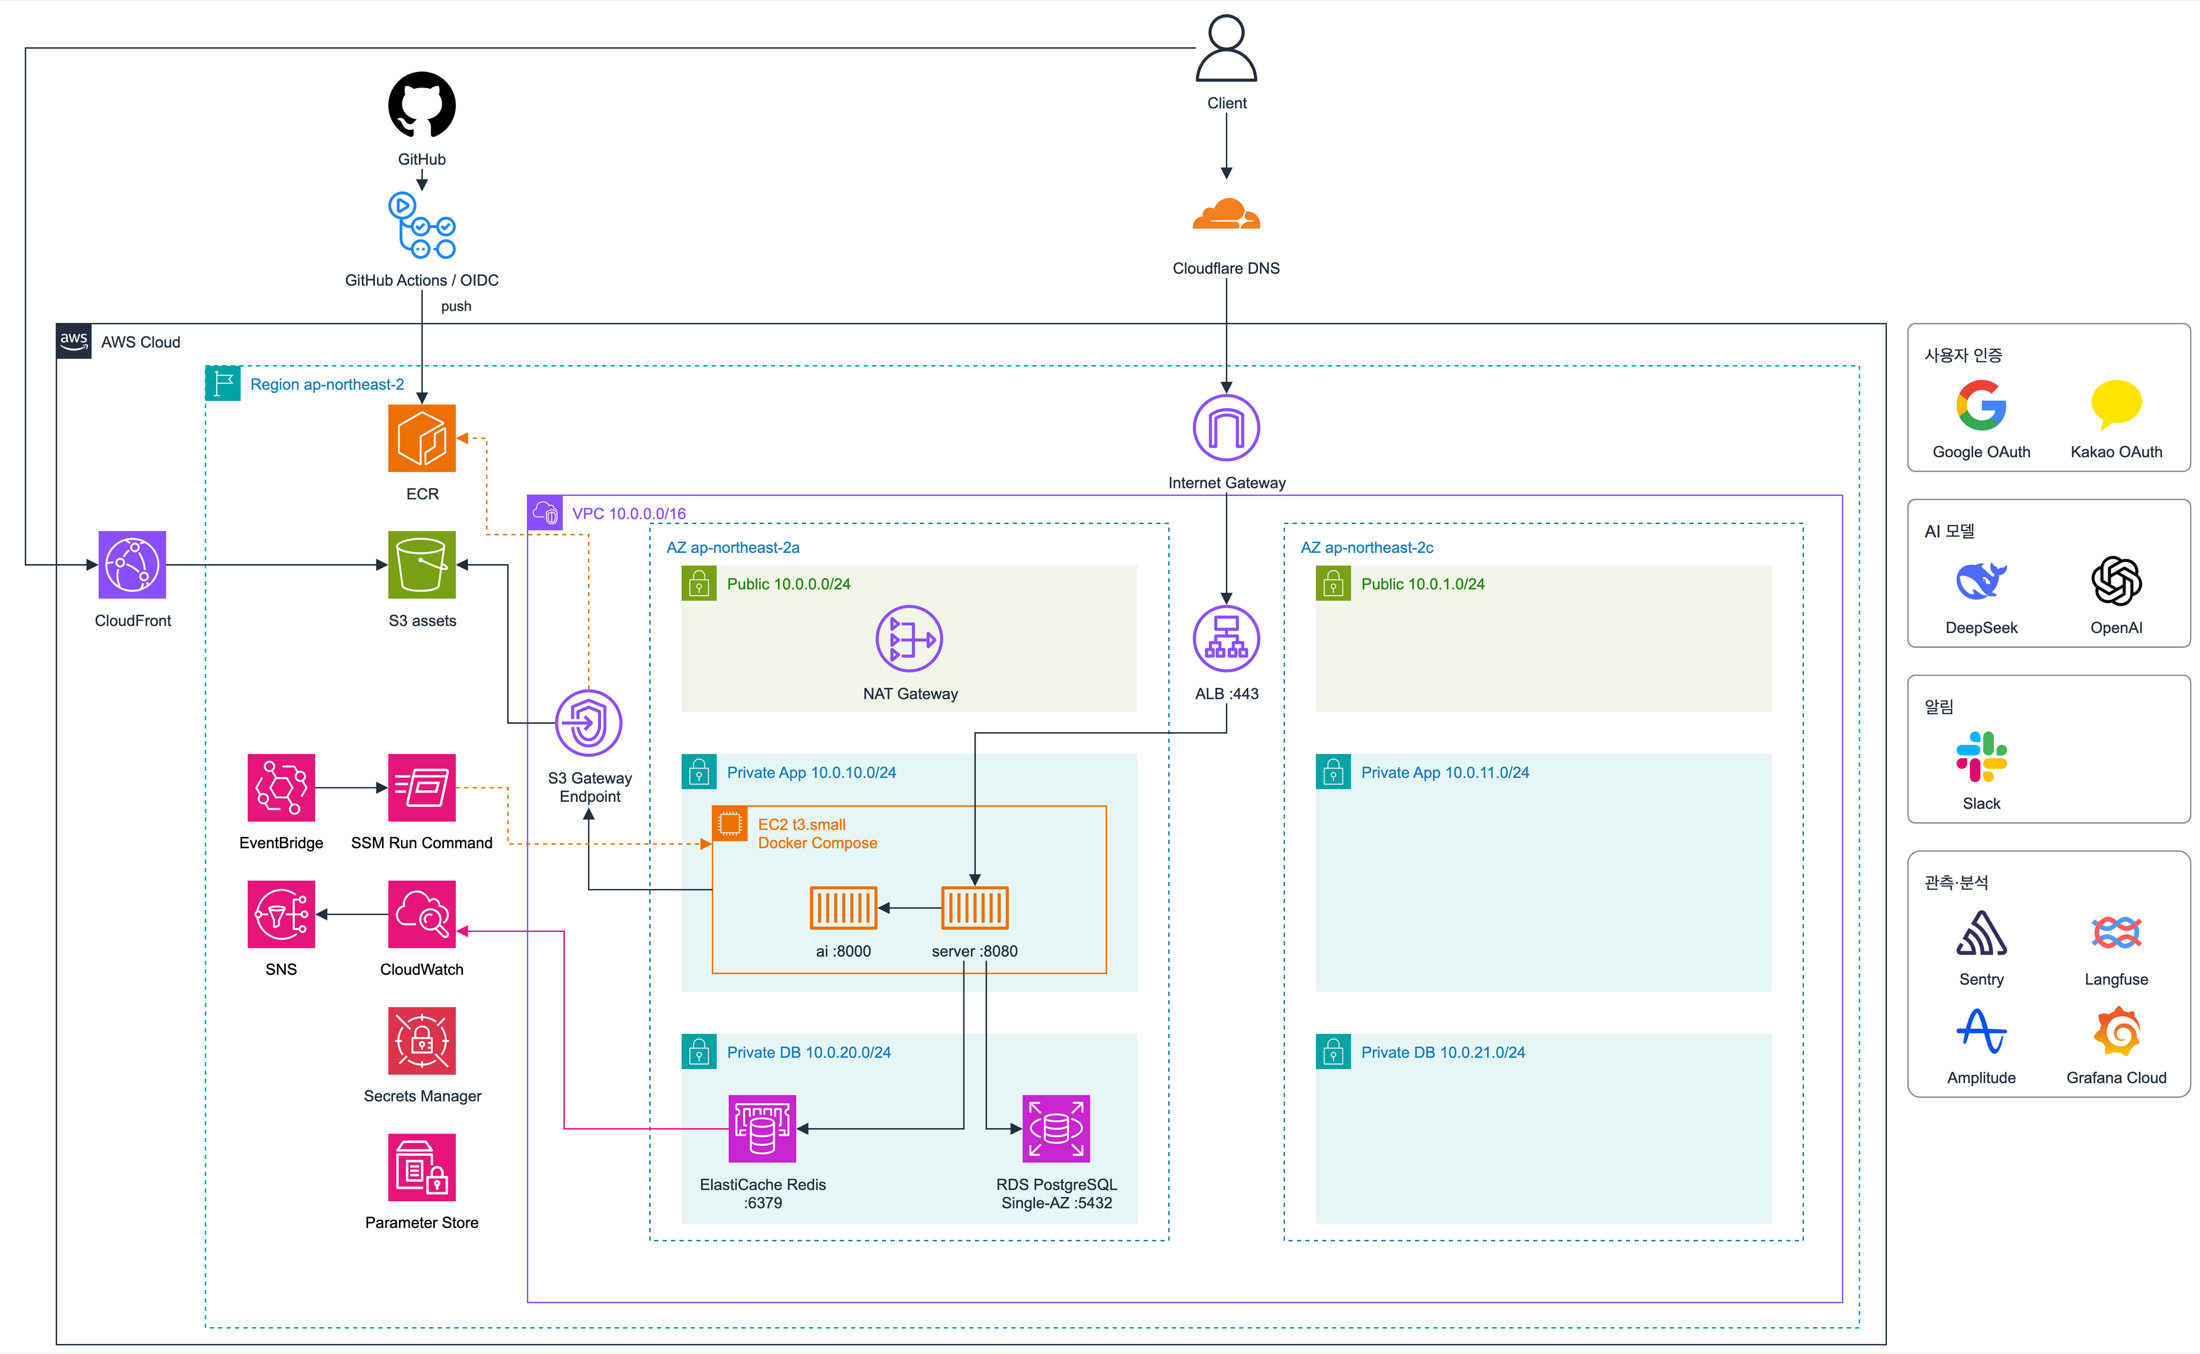 Client
GitHub
GitHub Actions / OIDC
push
Cloudflare DNS
aws
AWS Cloud
Region ap-northeast-2
ECR
Internet Gateway
VPC 10.0.0.0/16
AZ ap-northeast-2a
AZ ap-northeast-2c
Public 10.0.0.0/24
Public 10.0.1.0/24
CloudFront
S3 assets
NAT Gateway
ALB :443
S3 Gateway
Endpoint
Private App 10.0.10.0/24
Private App 10.0.11.0/24
EventBridge
SSM Run Command
EC2 t3.small
Docker Compose
ai :8000
server :8080
SNS
CloudWatch
Secrets Manager
Private DB 10.0.20.0/24
Private DB 10.0.21.0/24
Parameter Store
ElastiCache Redis
:6379
RDS PostgreSQL
Single-AZ :5432
사용자 인증
Google OAuth
Kakao OAuth
AI 모델
DeepSeek
OpenAI
알림
Slack
관측·분석
Sentry
Langfuse
Amplitude
Grafana Cloud